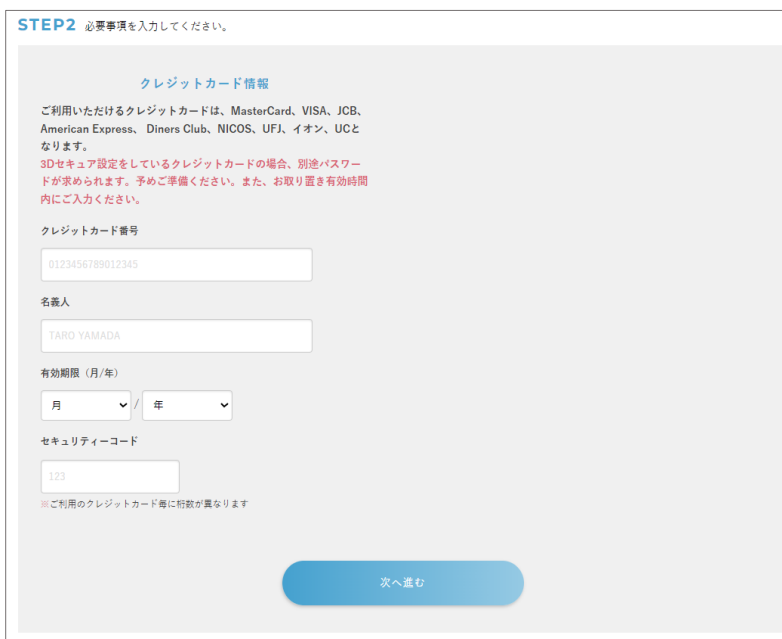 STEP2 必要事項を入力してください。
クレジットカード情報
ご利用いただけるクレジットカードは、MasterCard、VISA、JCB、
American Express、 Diners Club、NICOS、UFJ、イオン、UCと
なります。
3Dセキュア設定をしているクレジットカードの場合、別途パスワー
ドが求められます。予めご準備ください。また、お取り置き有効時間
内にご入力ください。
クレジットカード番号
0123456789012345
名義人
TARO YAMADA
有効期限（月/年）
月 / 年
セキュリティーコード
123
※ご利用のクレジットカード毎に桁数が異なります
次へ進む